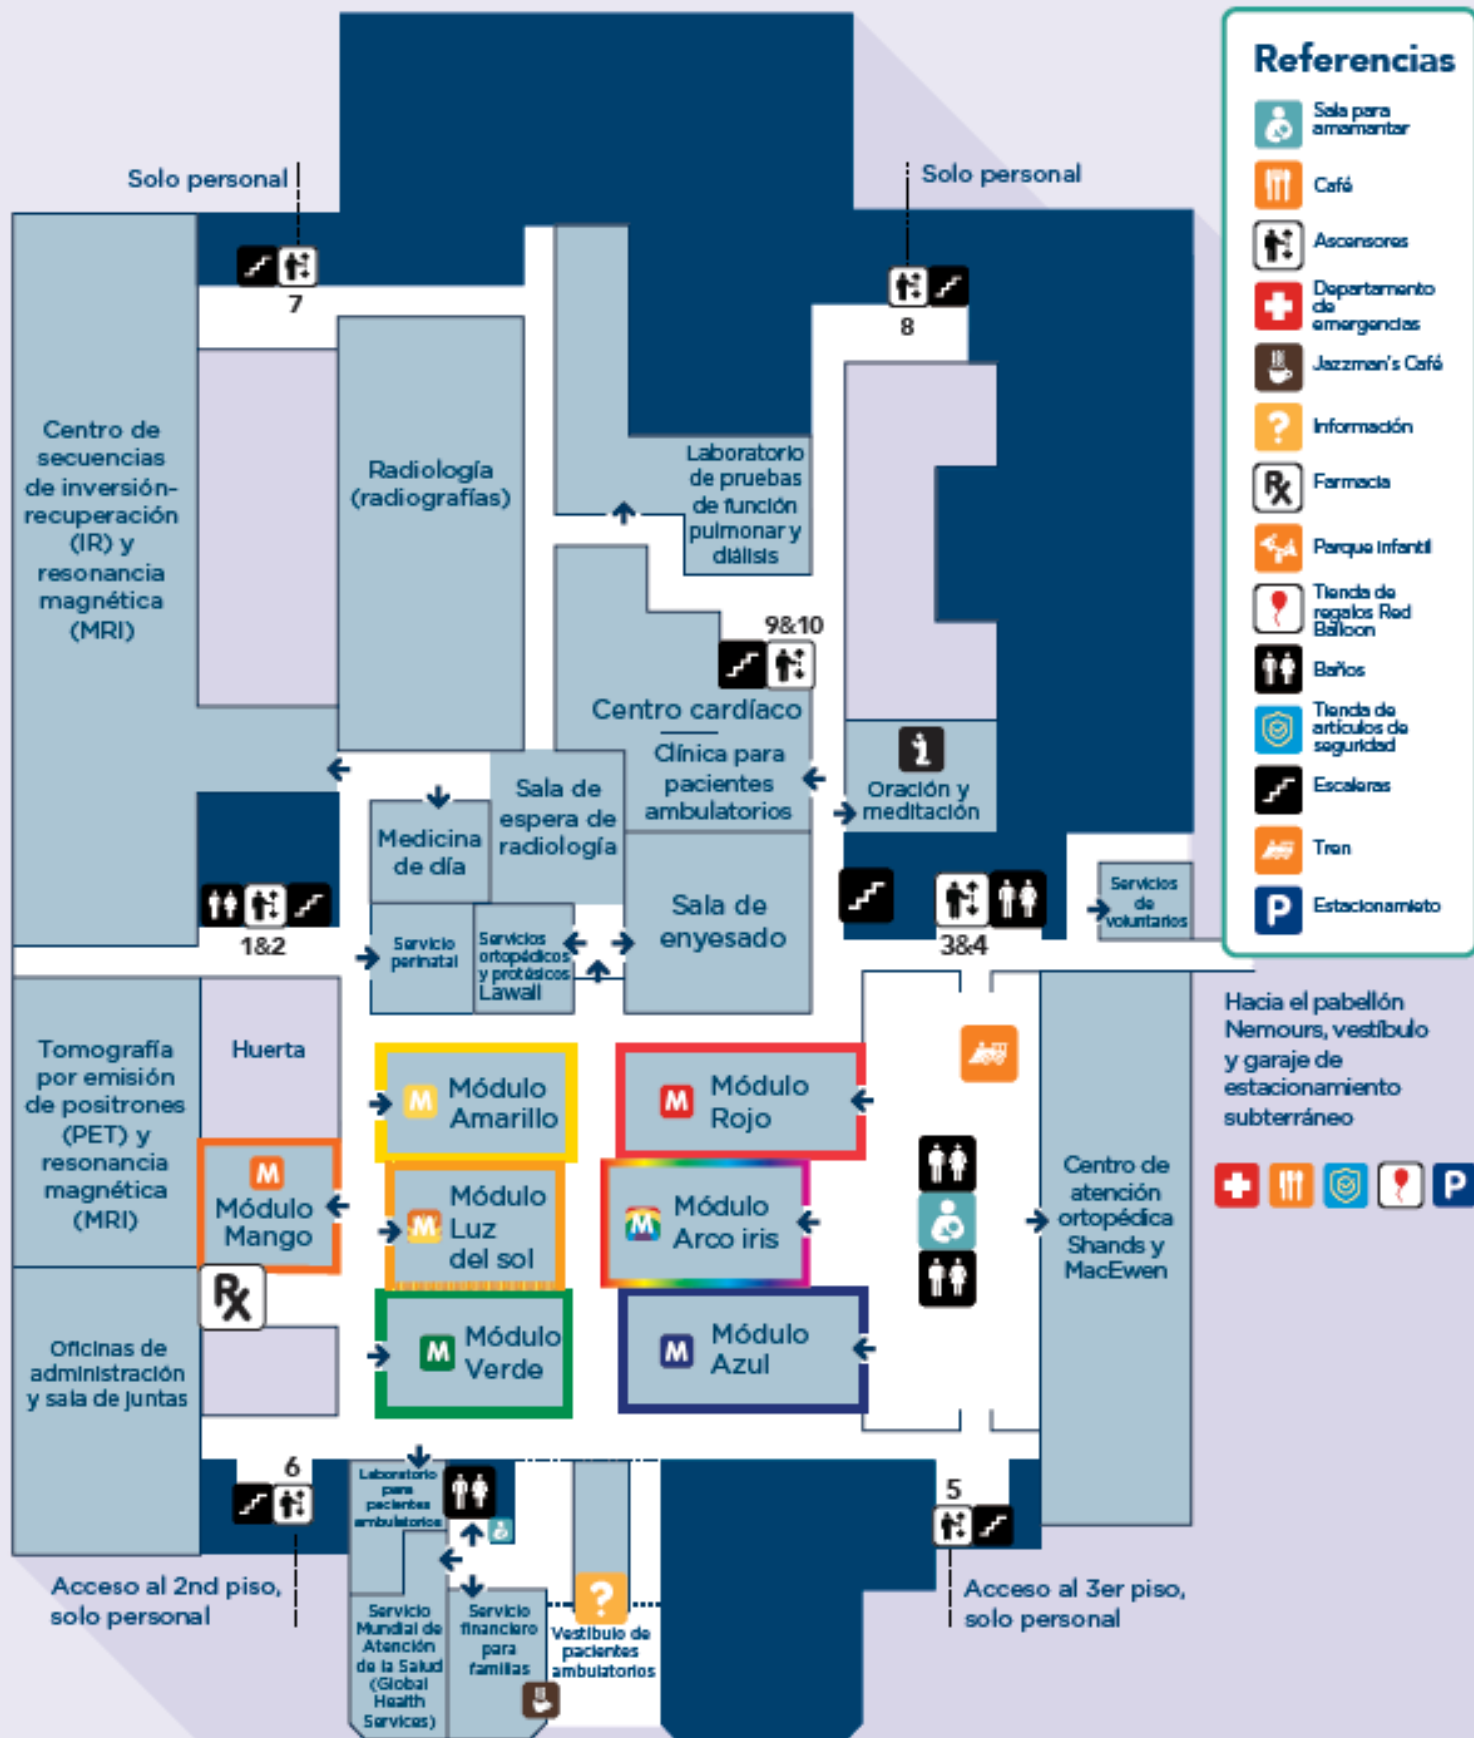 Referencias
Sala para
amamantar
Café
Ascensores
Departamento
de
emergencias
Jazzman's Café
Información
Farmacia
Parque infantil
Tienda de
regalos Red
Balloon
Baños
Tienda de
artículos de
seguridad
Escaleras
Tren
P
Estacionamieto
Solo personal
7
Solo personal
8
Centro de
secuencias
de inversión-
recuperación
(IR) y
resonancia
magnética
(MRI)
Radiología
(radiografías)
Laboratorio
de pruebas
de función
pulmonar y
diálisis
9&10
Centro cardíaco
Clínica para
pacientes
ambulatorios
Oración y
meditación
Sala de
espera de
radiología
Medicina
de día
Sala de
enyesado
Servicios
de
voluntarios
1&2
Servicio
perinatal
Servicios
ortopédicos
y protésicos
Lawall
3&4
Tomografía
por emisión
de positrones
(PET) y
resonancia
magnética
(MRI)
Huerta
M
Módulo
Amarillo
M
Módulo
Rojo
M
Módulo
Mango
M
Módulo
Luz
del sol
M
Módulo
Arco iris
Centro de
atención
ortopédica
Shands y
MacEwen
Hacia el pabellón
Nemours, vestíbulo
y garaje de
estacionamiento
subterráneo
P
Rx
M
Módulo
Verde
M
Módulo
Azul
Oficinas de
administración
y sala de juntas
6
Laboratorio
para
pacientes
ambulatorios
5
Acceso al 2nd piso,
solo personal
Servicio
Mundial de
Atención
de la Salud
(Global
Health
Services)
Servicio
financiero
para
familias
?
Vestíbulo de
pacientes
ambulatorios
Acceso al 3er piso,
solo personal